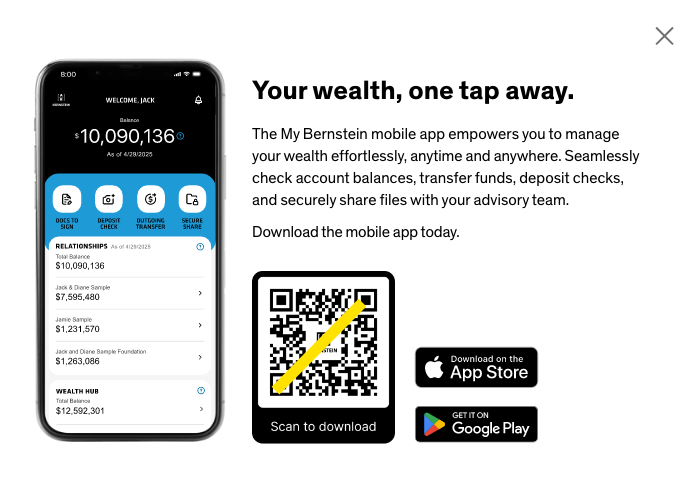 8:00
BERNSTEIN
WELCOME, JACK
Balance
$10,090,136
As of 4/29/2025
DOCS TO SIGN
DEPOSIT CHECK
OUTGOING TRANSFER
SECURE SHARE
RELATIONSHIPS As of 4/29/2025
Total Balance
$10,090,136
Jack & Diane Sample
$7,595,480
Jamie Sample
$1,231,570
Jack and Diane Sample Foundation
$1,263,086
WEALTH HUB
Total Balance
$12,592,301
Your wealth, one tap away.
The My Bernstein mobile app empowers you to manage
your wealth effortlessly, anytime and anywhere. Seamlessly
check account balances, transfer funds, deposit checks,
and securely share files with your advisory team.
Download the mobile app today.
Scan to download
Download on the
App Store
GET IT ON
Google Play